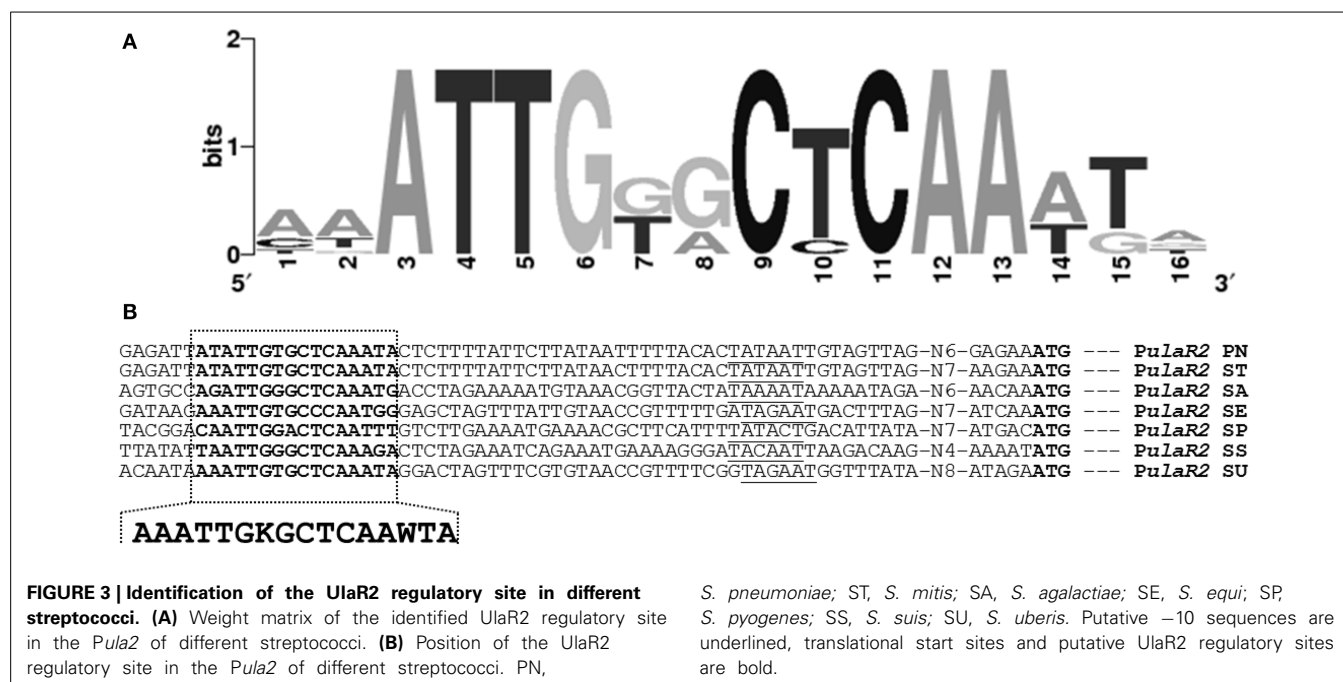 A
2
bits
1
0
AAATTGGGCTCAAATA
CT TA C TG
5′
1 2 3 4 5 6 7 8 9 10 11 12 13 14 15 16
3′
B
GAGATTATATTGTGCTCAAATACTCTTTTATTCTTATAATTTTTACACTATAATTGTAGTTAG–N6–GAGAAATG --- PulaR2 PN
GAGATTATATTGTGCTCAAATACTCTTTTATTCTTATAACTTTTACACTATAATTGTAGTTAG–N7–AAGAAATG --- PulaR2 ST
AGTGCCAGATTGGGCTCAAATGACCTAGAAAAATGTAAACGGTTACTATAAAATAAAAATAGA–N6–AACAAATG --- PulaR2 SA
GATAAGAAATTGTGCCCAATGGGAGCTAGTTTATTGTAACCGTTTTTGATAGAATGACTTTAG–N7–ATCAAATG --- PulaR2 SE
TACGGACAATTGGACTCAATTTGTCTTGAAAATGAAAACGCTTCATTTTATACTGACATTATA–N7–ATGACATG --- PulaR2 SP
TTATATTAATTGGGCTCAAAGACTCTAGAAATCAGAAATGAAAAGGGATACAATTAAGACAAG–N4–AAAATATG --- PulaR2 SS
ACAATAAAATTGTGCTCAAATAGGACTAGTTTCGTGTAACCGTTTTCGGTAGAATGGTTTATA–N8–ATAGAATG --- PulaR2 SU
AAATTGKGCTCAAWTA
FIGURE 3 | Identification of the UlaR2 regulatory site in different
streptococci. (A) Weight matrix of the identified UlaR2 regulatory site
in the Pula2 of different streptococci. (B) Position of the UlaR2
regulatory site in the Pula2 of different streptococci. PN,
S. pneumoniae; ST, S. mitis; SA, S. agalactiae; SE, S. equi; SP,
S. pyogenes; SS, S. suis; SU, S. uberis. Putative −10 sequences are
underlined, translational start sites and putative UlaR2 regulatory sites
are bold.